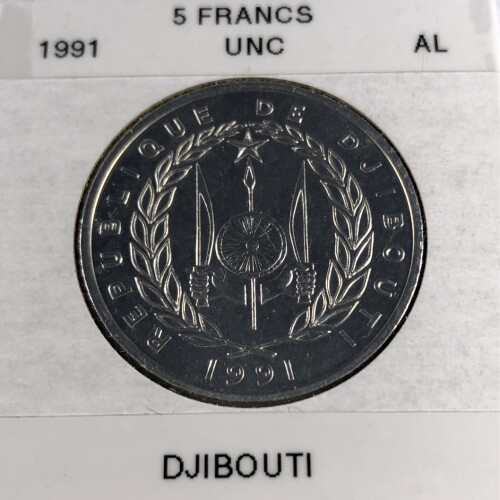 5 FRANCS
1991 UNC AL
REPUBLIQUE DE DJIBOUTI
1991
DJIBOUTI